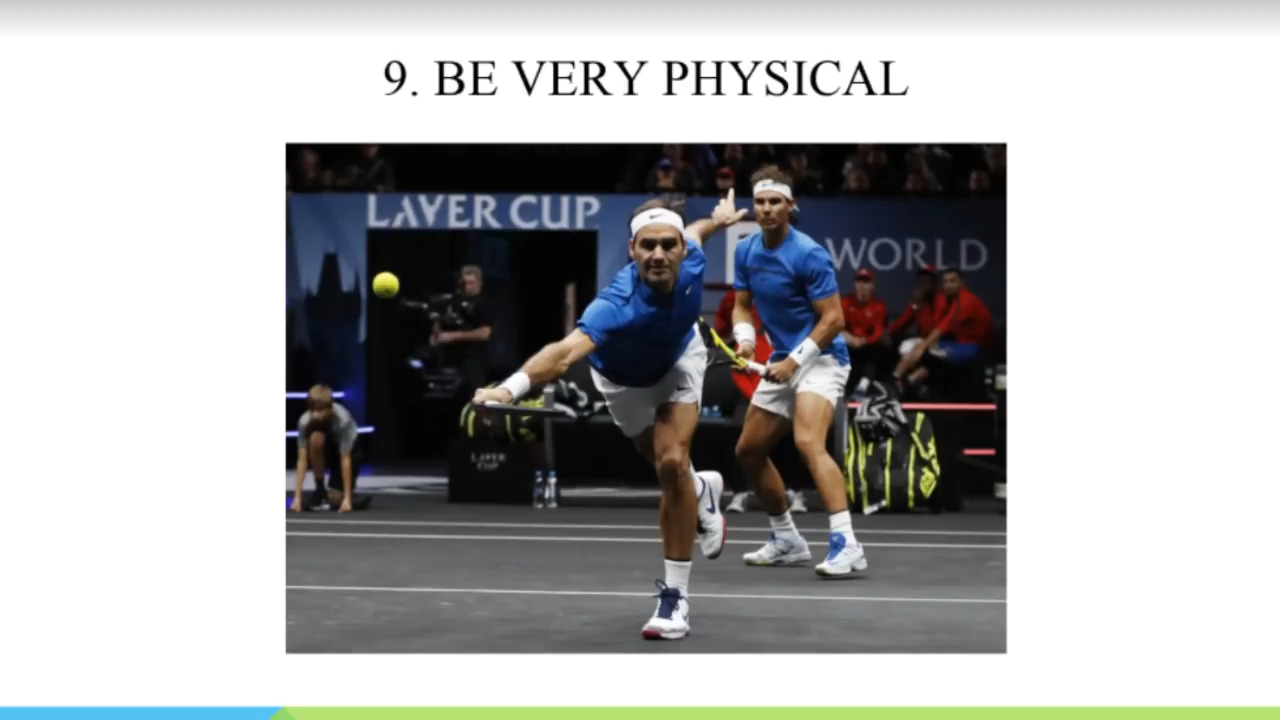 9. BE VERY PHYSICAL
LAVER CUP
WORLD
LAVER
CUP